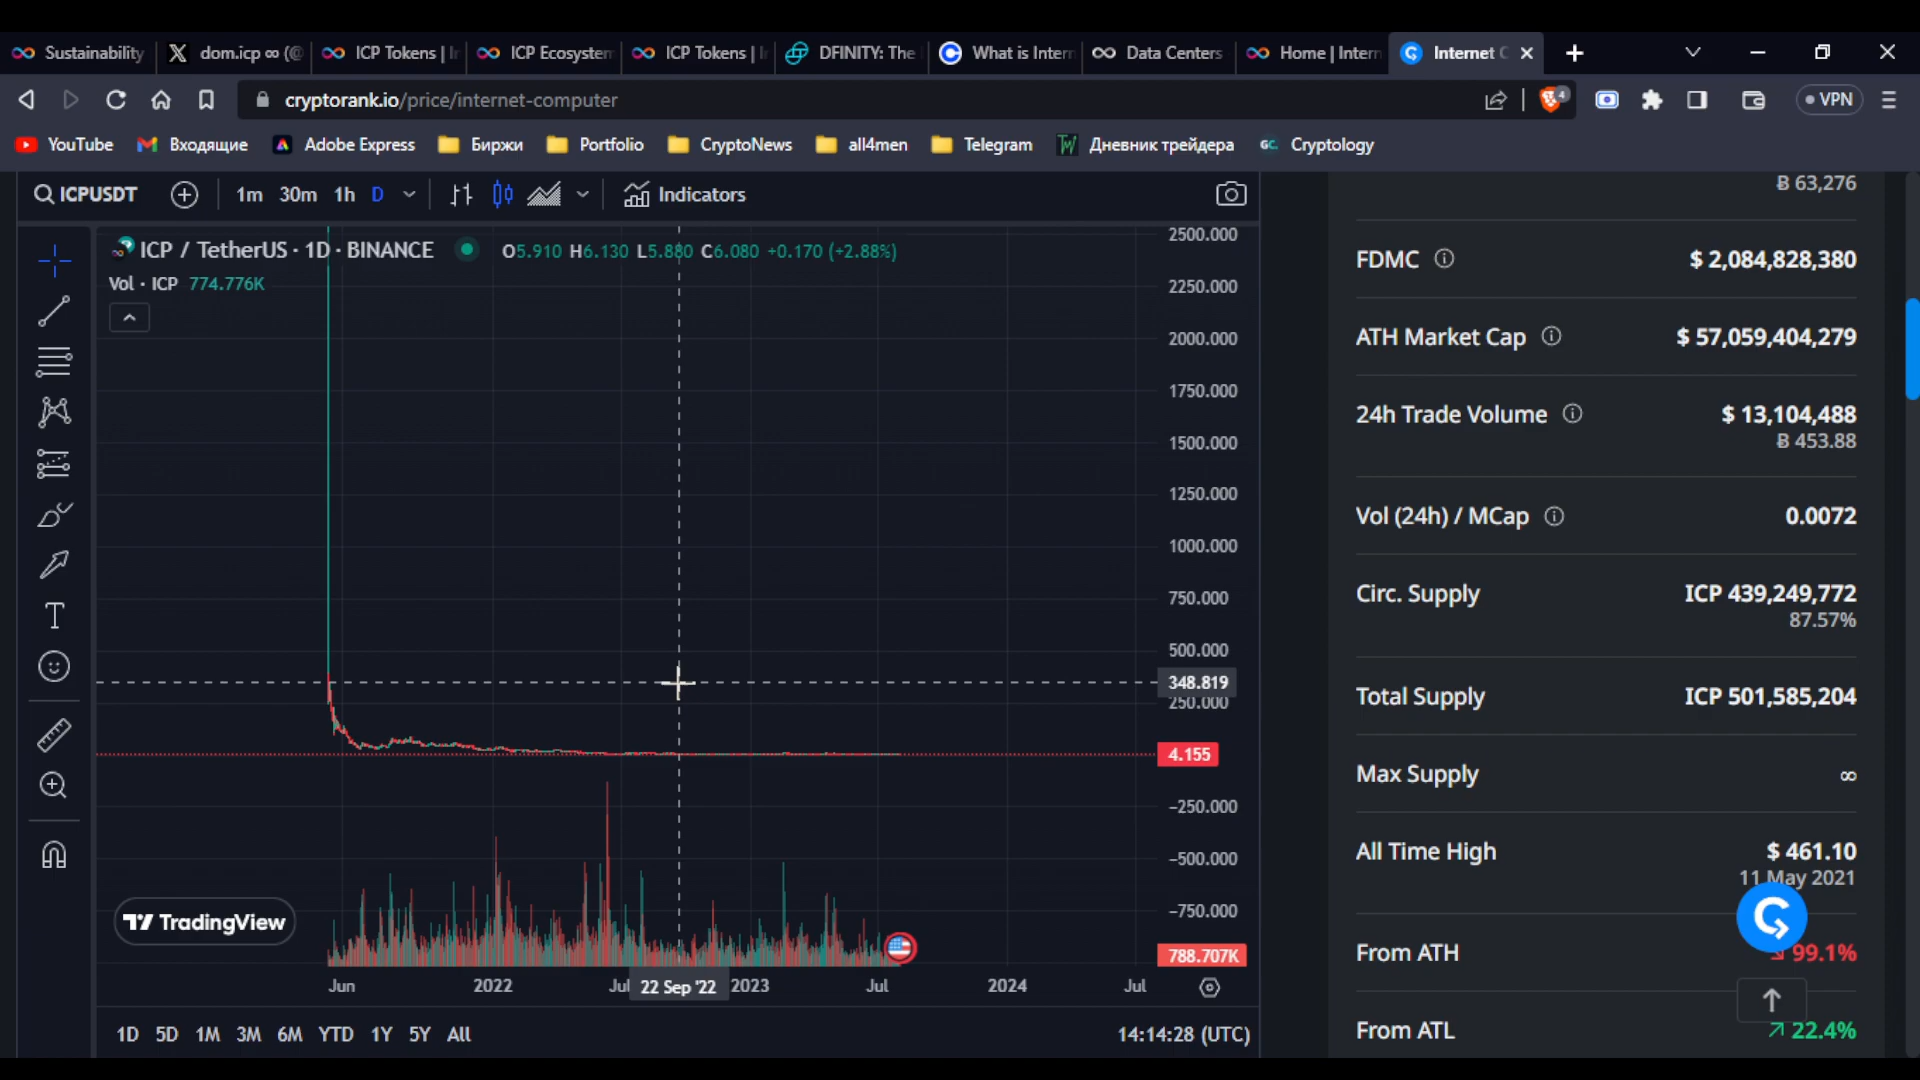 Sustainability
dom.icp ∞ (@
ICP Tokens | In
ICP Ecosystem
ICP Tokens | I
DFINITY: The
What is Intern
Data Centers
Home | Intern
Internet C
cryptorank.io/price/internet-computer
4
VPN
YouTube
Входящие
Adobe Express
Биржи
Portfolio
CryptoNews
all4men
Telegram
Дневник трейдера
GC
Cryptology
ICPUSDT
1m 30m 1h D
Indicators
ICP / TetherUS · 1D · BINANCE
O5.910 H6.130 L5.880 C6.080 +0.170 (+2.88%)
Vol · ICP 774.776K
2500.000
2250.000
2000.000
1750.000
1500.000
1250.000
1000.000
750.000
500.000
348.819
250.000
4.155
−250.000
−500.000
−750.000
788.707K
TradingView
Jun 2022 Jul 22 Sep '22 2023 Jul 2024 Jul
1D 5D 1M 3M 6M YTD 1Y 5Y All
14:14:28 (UTC)
Ƀ 63,276
FDMC
$ 2,084,828,380
ATH Market Cap
$ 57,059,404,279
24h Trade Volume
$ 13,104,488
Ƀ 453.88
Vol (24h) / MCap
0.0072
Circ. Supply
ICP 439,249,772
87.57%
Total Supply
ICP 501,585,204
Max Supply
∞
All Time High
$ 461.10
11 May 2021
From ATH
99.1%
From ATL
22.4%